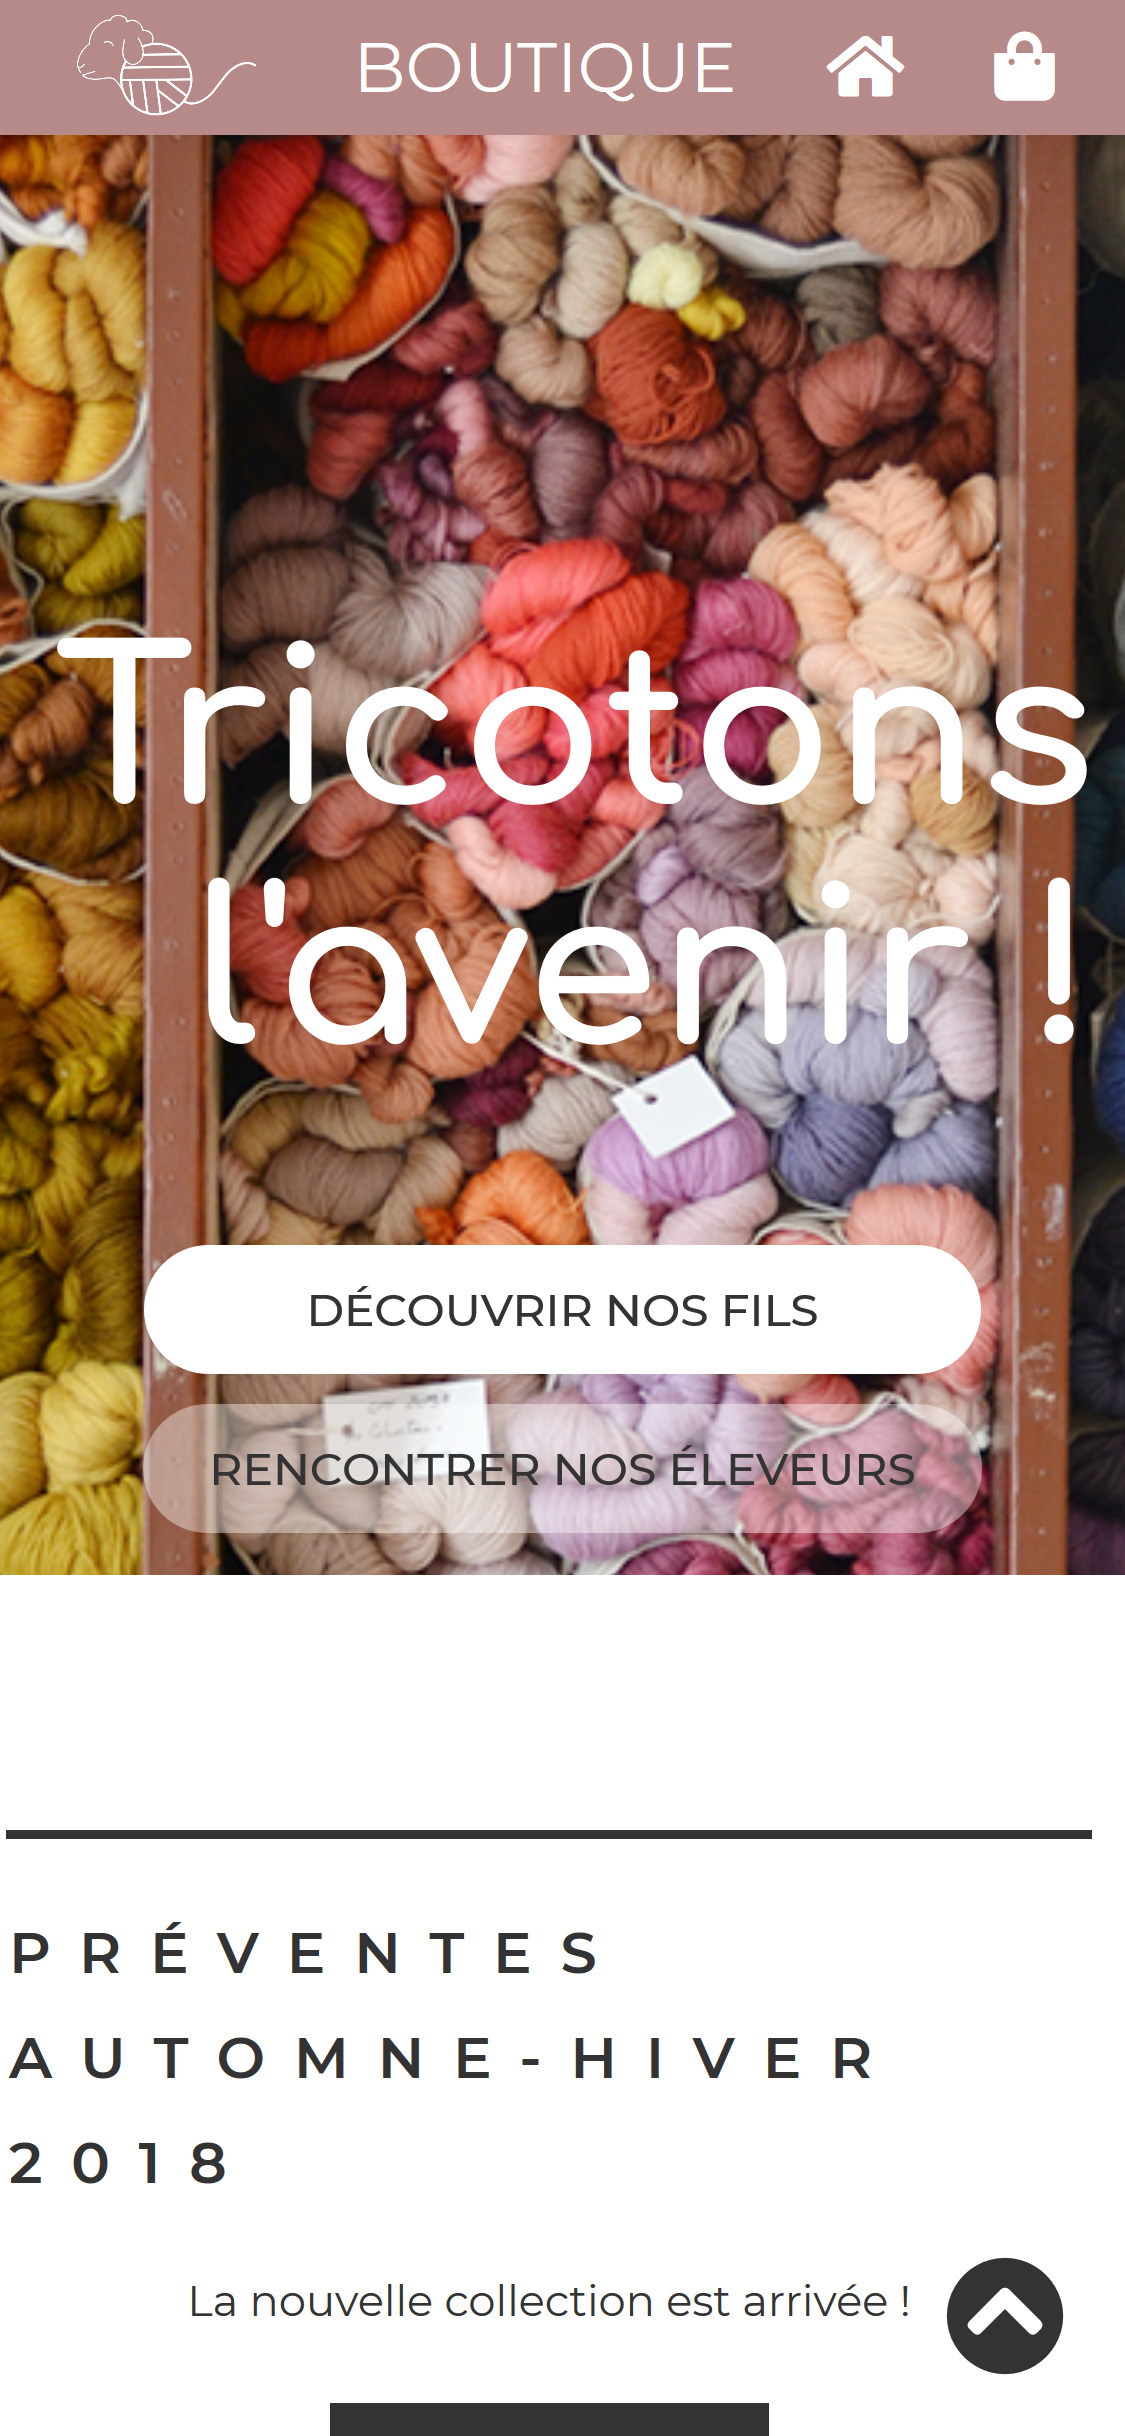 BOUTIQUE
Tricotons
l'avenir !
DÉCOUVRIR NOS FILS
RENCONTRER NOS ÉLEVEURS
PRÉVENTES
AUTOMNE-HIVER
2018
La nouvelle collection est arrivée !